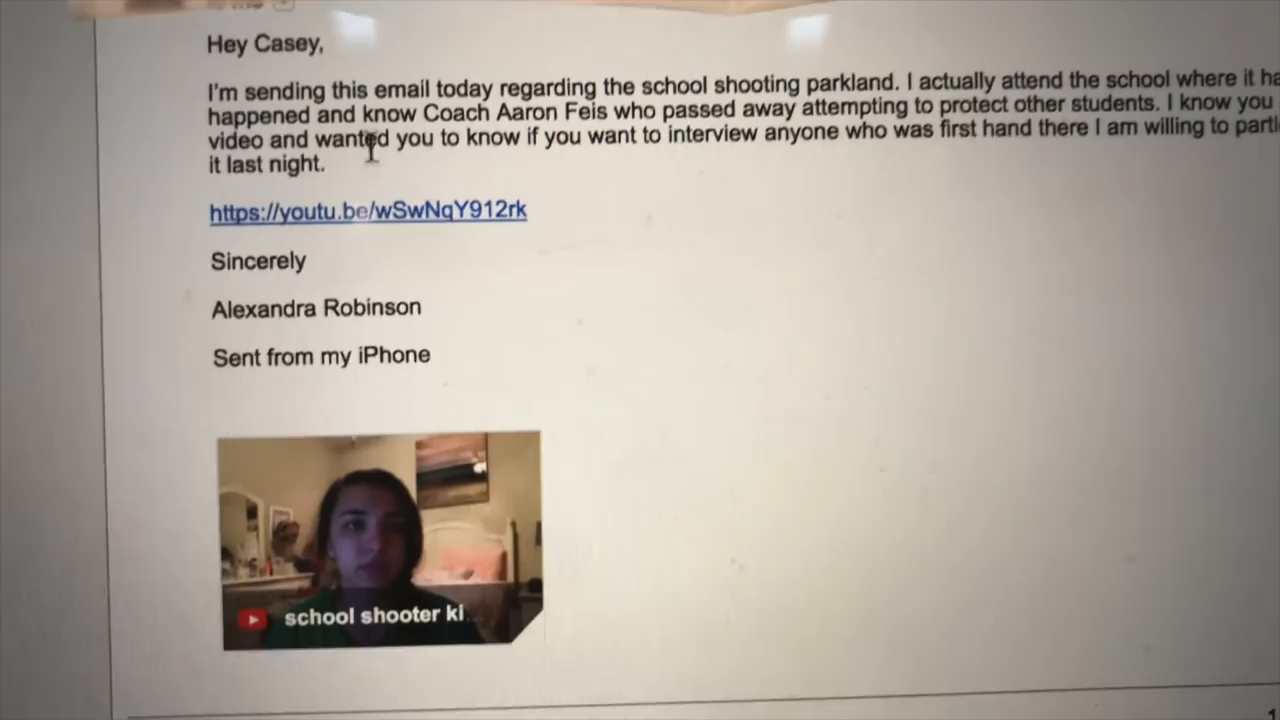 Hey Casey,
I'm sending this email today regarding the school shooting parkland. I actually attend the school where it
happened and know Coach Aaron Feis who passed away attempting to protect other students. I know you
video and wanted you to know if you want to interview anyone who was first hand there I am willing to
it last night.
https://youtu.be/wSwNqY912rk
Sincerely
Alexandra Robinson
Sent from my iPhone
school shooter ki